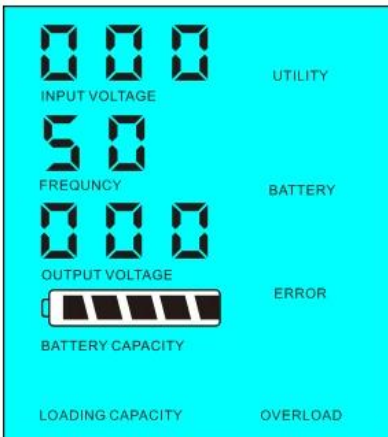 000
INPUT VOLTAGE
UTILITY
50
FREQUNCY
BATTERY
000
OUTPUT VOLTAGE
ERROR
BATTERY CAPACITY
LOADING CAPACITY
OVERLOAD